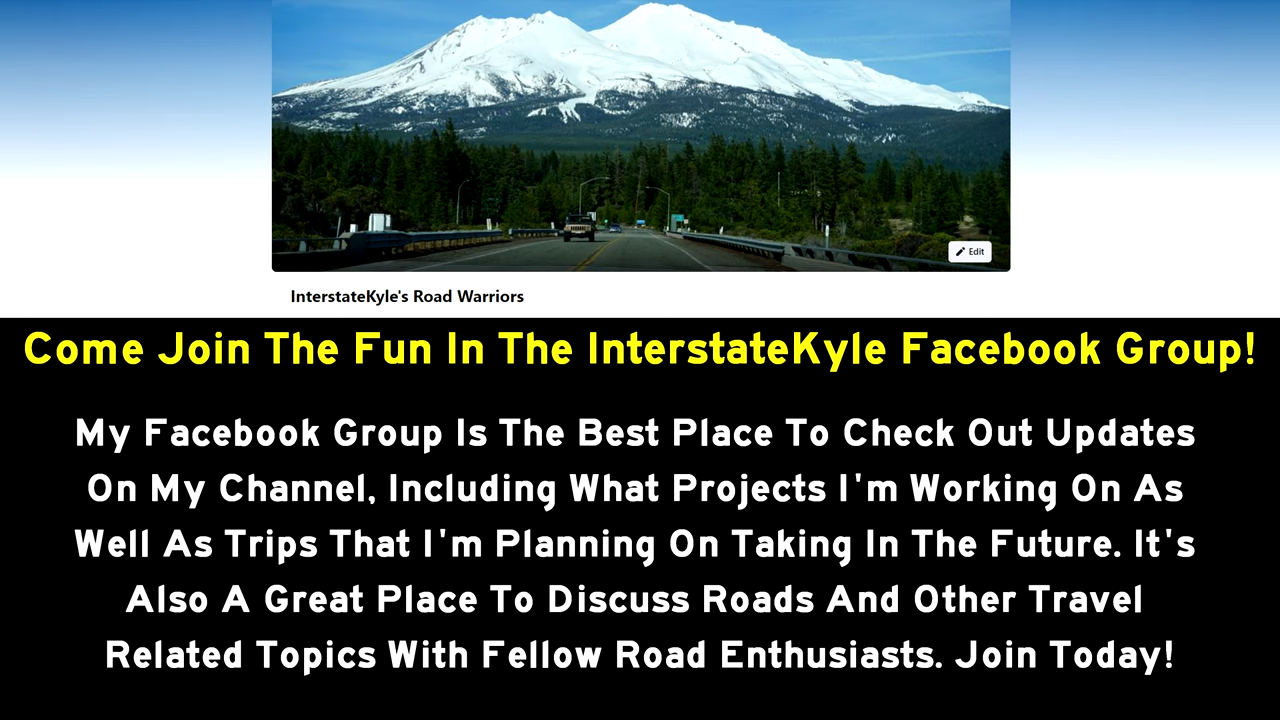 Edit
InterstateKyle's Road Warriors
Come Join The Fun In The InterstateKyle Facebook Group!
My Facebook Group Is The Best Place To Check Out Updates
On My Channel, Including What Projects I'm Working On As
Well As Trips That I'm Planning On Taking In The Future. It's
Also A Great Place To Discuss Roads And Other Travel
Related Topics With Fellow Road Enthusiasts. Join Today!